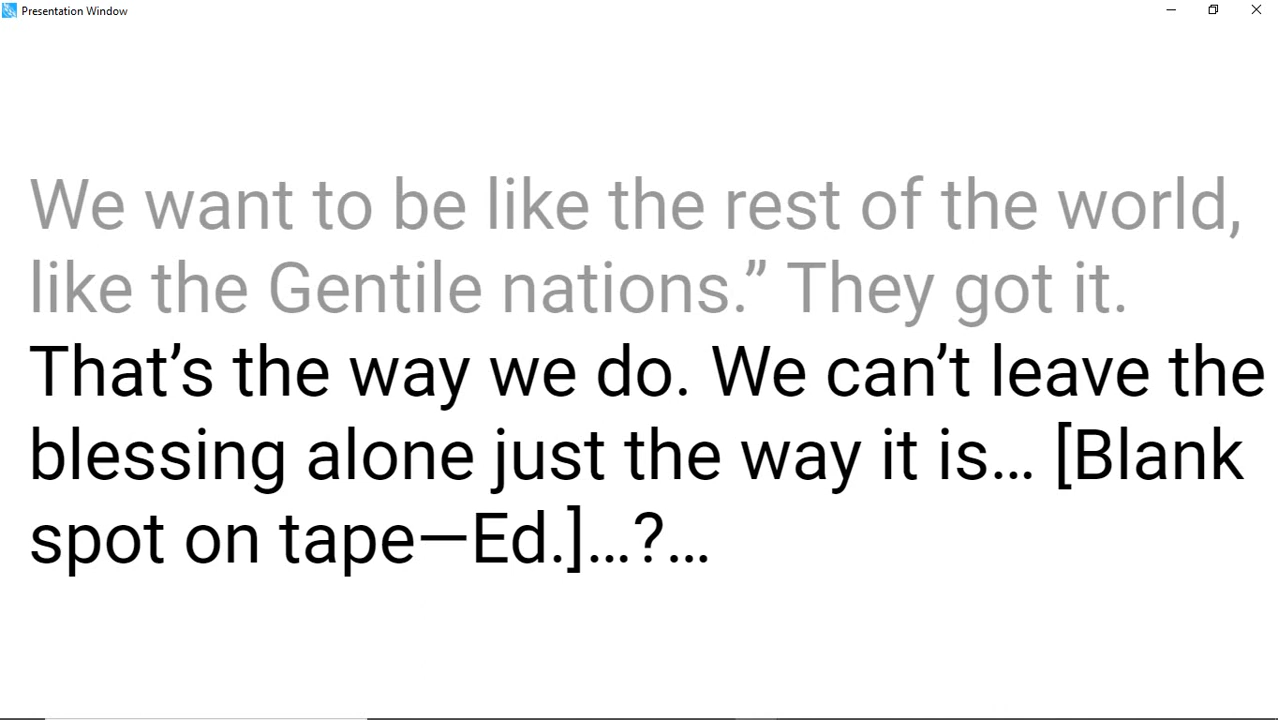 Presentation Window
We want to be like the rest of the world,
like the Gentile nations.” They got it.
That’s the way we do. We can’t leave the
blessing alone just the way it is… [Blank
spot on tape—Ed.]…?…